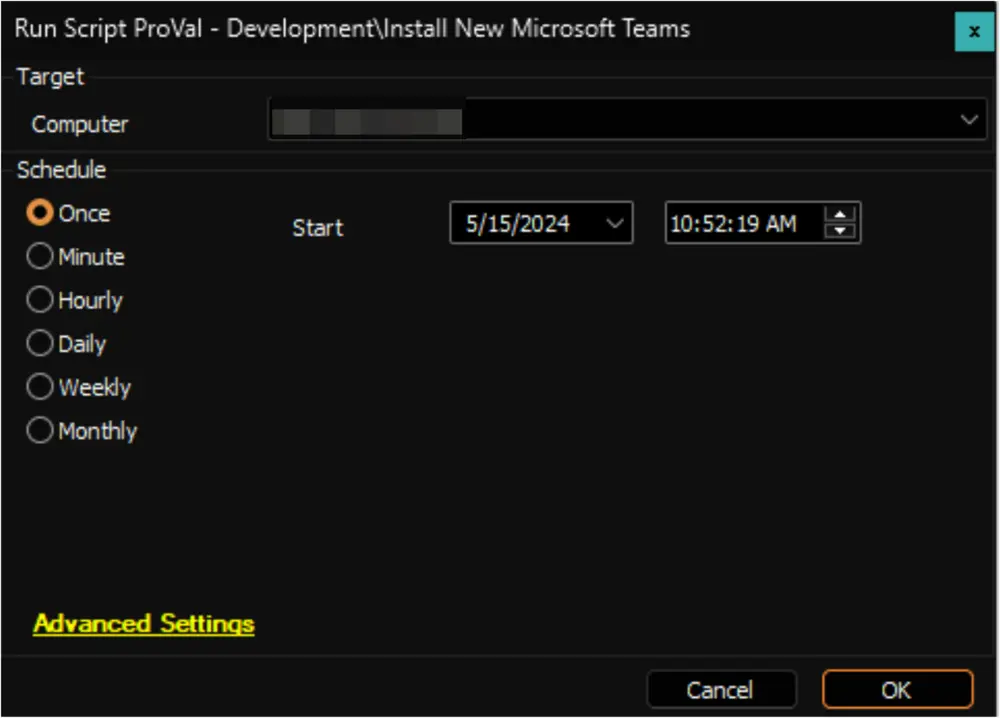 Run Script ProVal - Development\Install New Microsoft Teams
x
Target
Computer
Schedule
Once
Start
5/15/2024
10:52:19 AM
Minute
Hourly
Daily
Weekly
Monthly
Advanced Settings
Cancel
OK